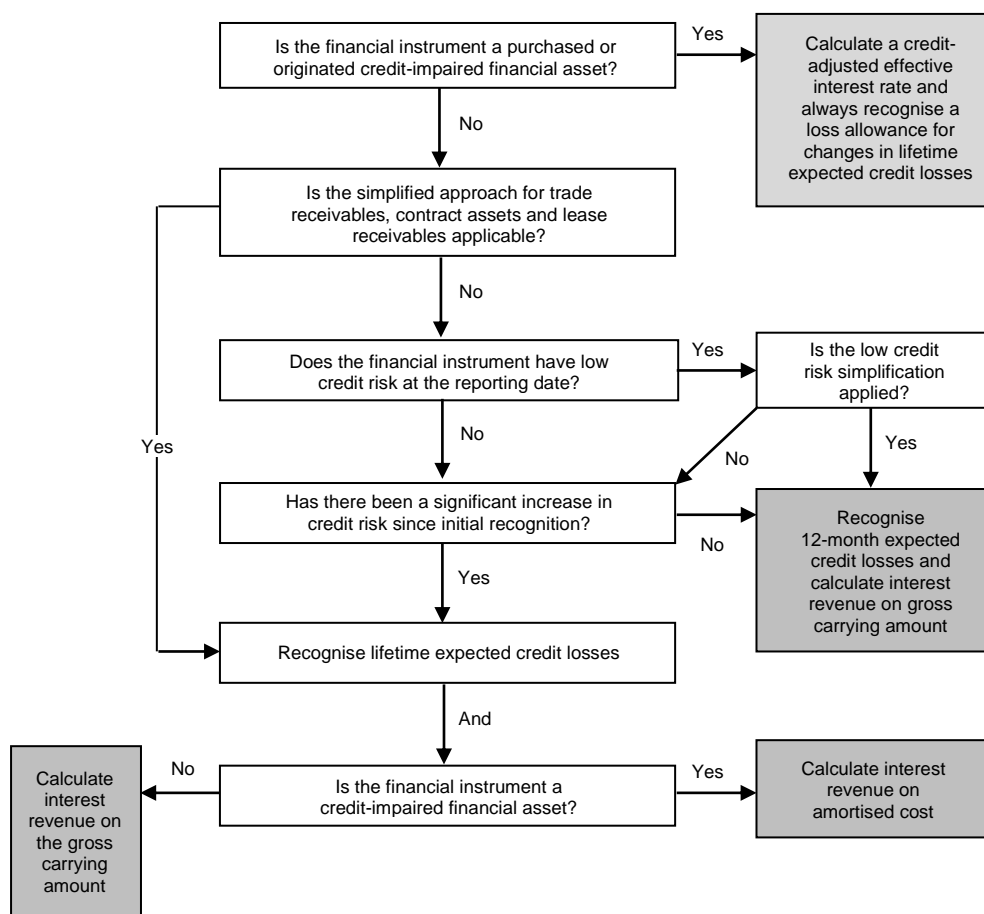 Is the financial instrument a purchased or
originated credit-impaired financial asset?
Yes
Calculate a credit-
adjusted effective
interest rate and
always recognise a
loss allowance for
changes in lifetime
expected credit losses
No
Is the simplified approach for trade
receivables, contract assets and lease
receivables applicable?
No
Does the financial instrument have low
credit risk at the reporting date?
Yes
Is the low credit
risk simplification
applied?
Yes
No
No
Yes
Has there been a significant increase in
credit risk since initial recognition?
No
Recognise
12-month expected
credit losses and
calculate interest
revenue on gross
carrying amount
Yes
Recognise lifetime expected credit losses
And
Is the financial instrument a
credit-impaired financial asset?
No
Calculate
interest
revenue on
the gross
carrying
amount
Yes
Calculate interest
revenue on
amortised cost